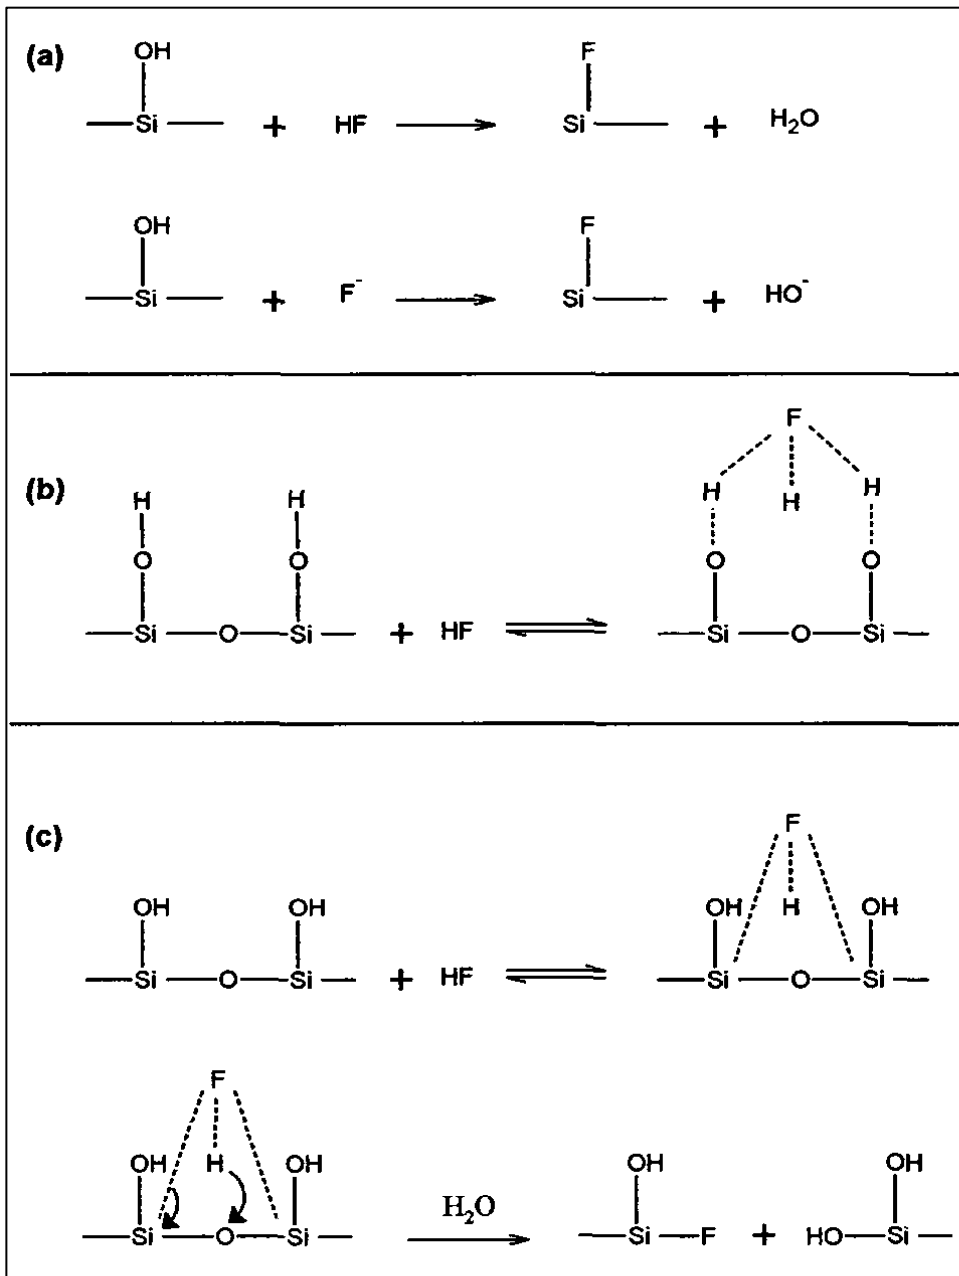 (a)
OH F
Si + HF Si + H₂O
OH F
Si + F⁻ Si + HO⁻
F
(b)
H H H H H
O O O O
Si O Si + HF Si O Si
(c)
F
OH OH OH H OH
Si O Si + HF Si O Si
F
OH H OH OH OH
H₂O
Si O Si Si F + HO Si